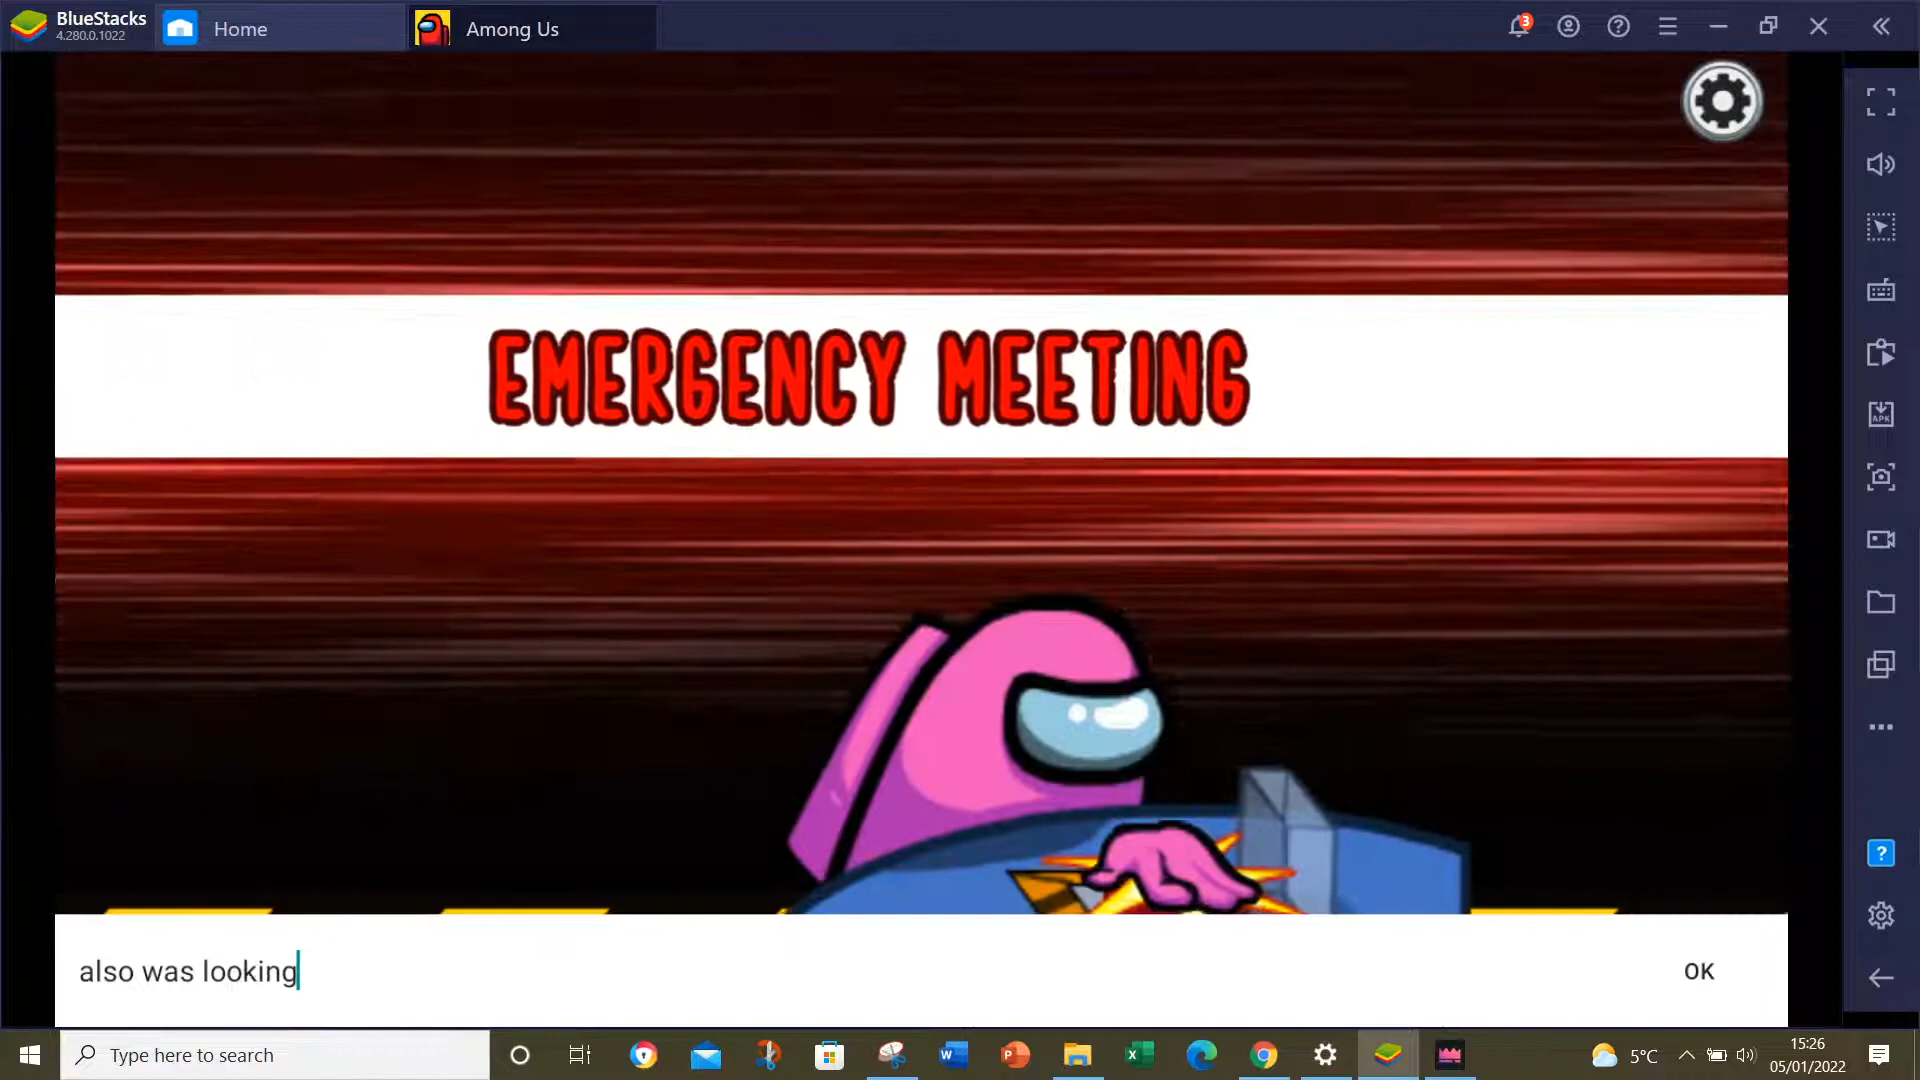 BlueStacks
4.280.0.1022
Home
Among Us
3
EMERGENCY MEETING
APK
?
also was looking
OK
Type here to search
5°C
15:26
05/01/2022